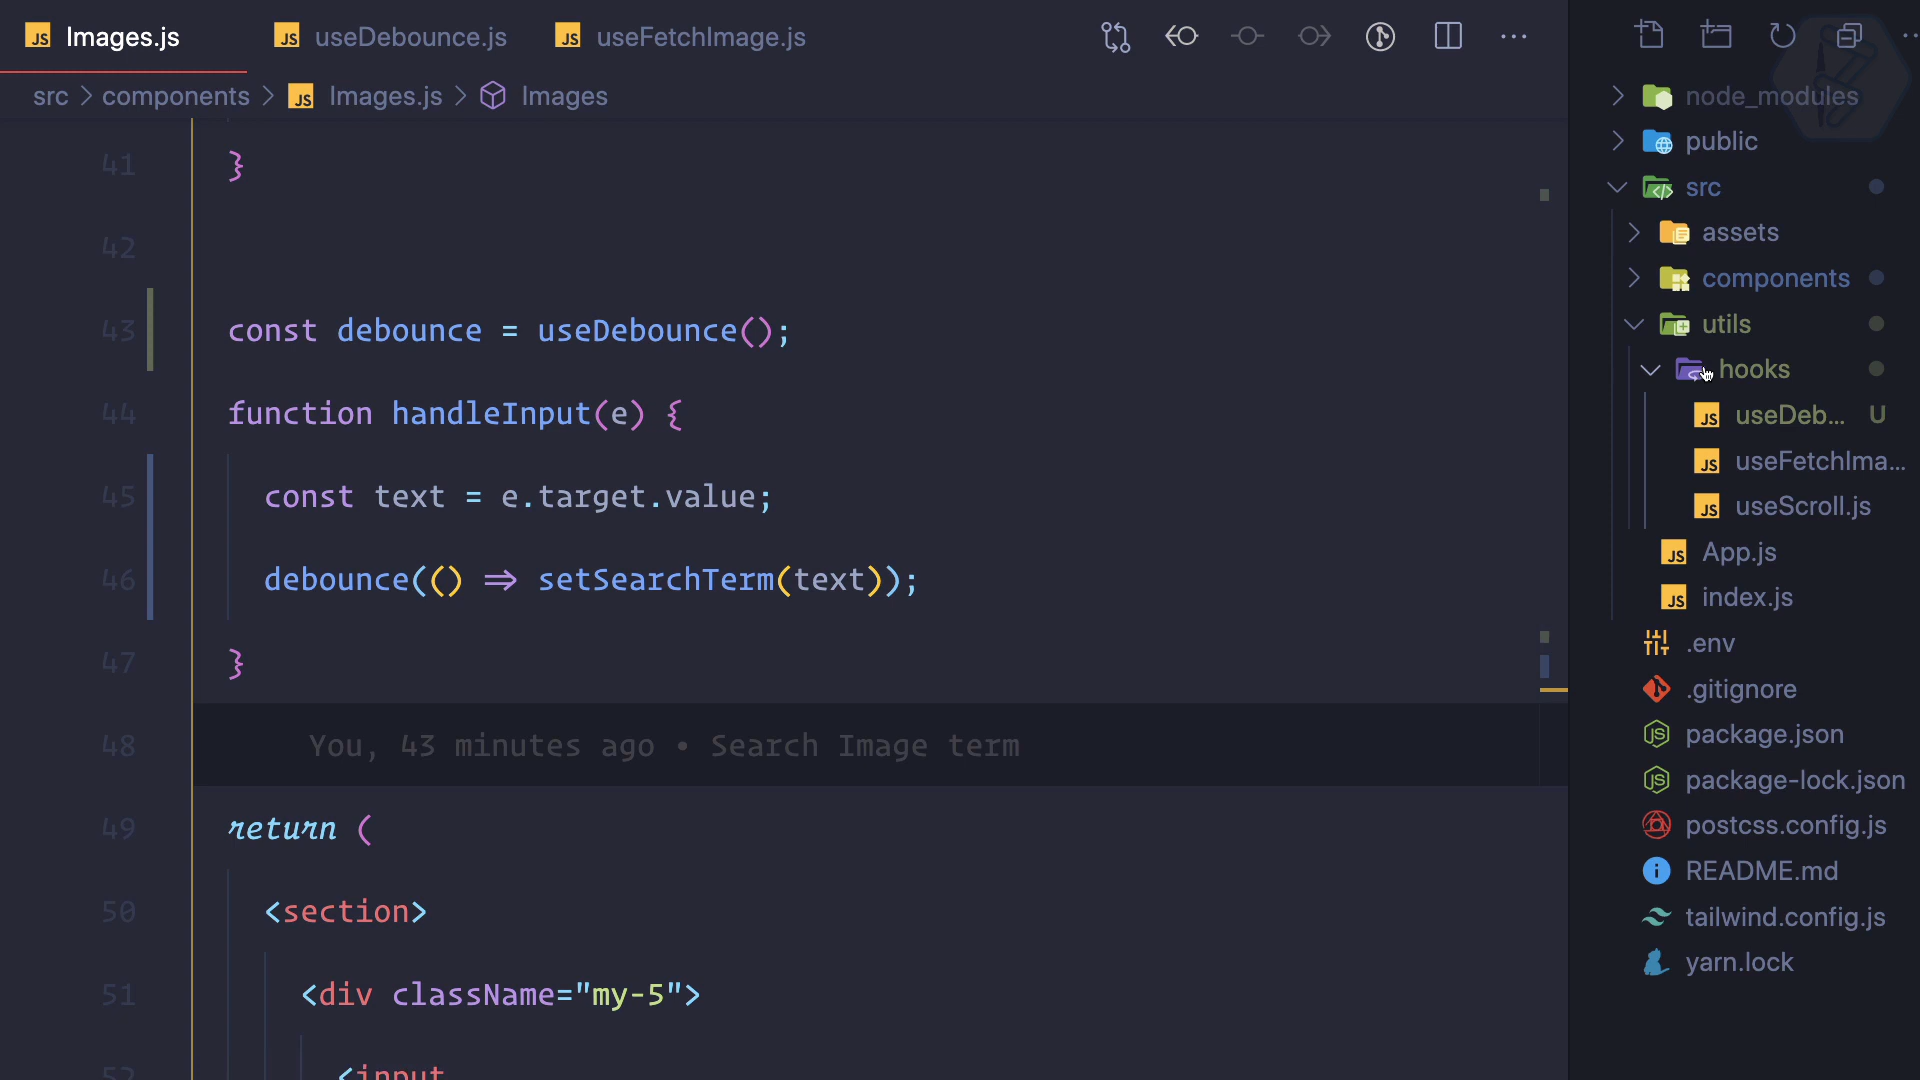 Images.js
useDebounce.js
useFetchImage.js
src > components > Images.js > Images
41 }
42
43 const debounce = useDebounce();
44 function handleInput(e) {
45 const text = e.target.value;
46 debounce(() => setSearchTerm(text));
47 }
48 You, 43 minutes ago • Search Image term
49 return (
50 <section>
51 <div className="my-5">
52 <input
node_modules
public
src
assets
components
utils
hooks
useDeb... U
useFetchIma...
useScroll.js
App.js
index.js
.env
.gitignore
package.json
package-lock.json
postcss.config.js
README.md
tailwind.config.js
yarn.lock